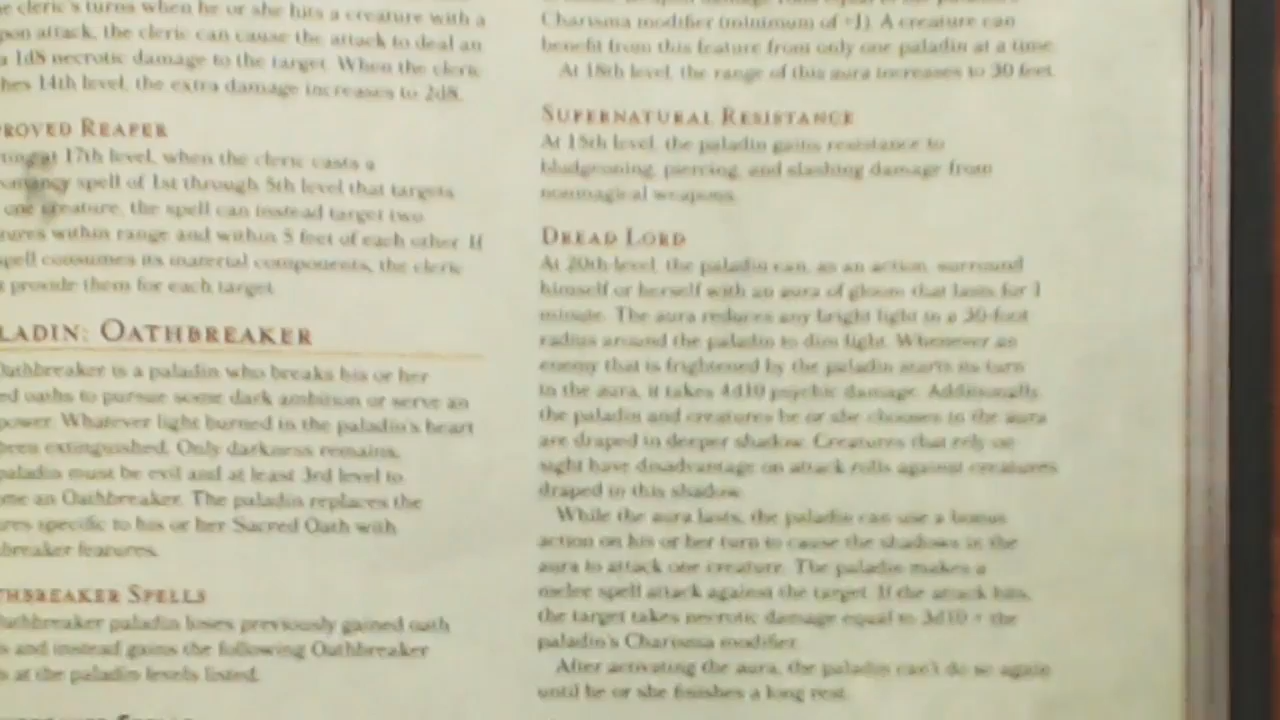 e cleric's turns when he or she hits a creature with a
pon attack, the cleric can cause the attack to deal an
a 1d8 necrotic damage to the target. When the cleric
hes 14th level, the extra damage increases to 2d8.
ROVED REAPER
ting at 17th level, when the cleric casts a
omancy spell of 1st through 5th level that targets
one creature, the spell can instead target two
ures within range and within 5 feet of each other. If
spell consumes its material components, the cleric
t provide them for each target.
LADIN: OATHBREAKER
Oathbreaker is a paladin who breaks his or her
ed oaths to pursue some dark ambition or serve an
power. Whatever light burned in the paladin's heart
been extinguished. Only darkness remains.
paladin must be evil and at least 3rd level to
me an Oathbreaker. The paladin replaces the
ures specific to his or her Sacred Oath with
breaker features.
THBREAKER SPELLS
Oathbreaker paladin loses previously gained oath
s and instead gains the following Oathbreaker
s at the paladin levels listed.
Charisma modifier (minimum of +1). A creature can
benefit from this feature from only one paladin at a time.
At 18th level, the range of this aura increases to 30 feet.
SUPERNATURAL RESISTANCE
At 15th level, the paladin gains resistance to
bludgeoning, piercing, and slashing damage from
nonmagical weapons.
DREAD LORD
At 20th level, the paladin can, as an action, surround
himself or herself with an aura of gloom that lasts for 1
minute. The aura reduces any bright light in a 30-foot
radius around the paladin to dim light. Whenever an
enemy that is frightened by the paladin starts its turn
in the aura, it takes 4d10 psychic damage. Additionally,
the paladin and creatures he or she chooses in the aura
are draped in deeper shadow. Creatures that rely on
sight have disadvantage on attack rolls against creatures
draped in this shadow.
While the aura lasts, the paladin can use a bonus
action on his or her turn to cause the shadows in the
aura to attack one creature. The paladin makes a
melee spell attack against the target. If the attack hits,
the target takes necrotic damage equal to 3d10 + the
paladin's Charisma modifier.
After activating the aura, the paladin can't do so again
until he or she finishes a long rest.